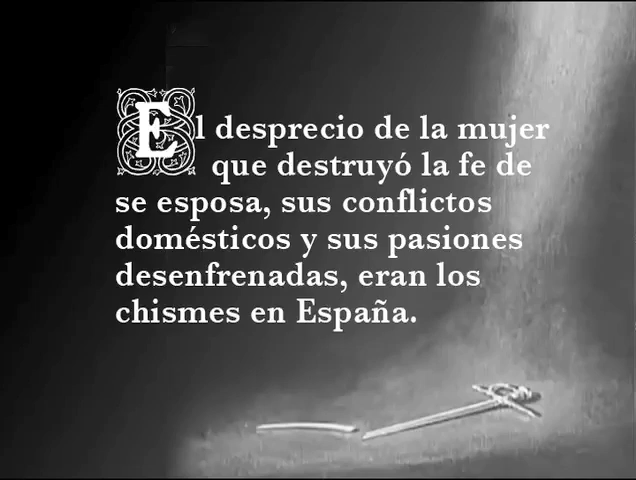 El desprecio de la mujer
que destruyó la fe de
se esposa, sus conflictos
domésticos y sus pasiones
desenfrenadas, eran los
chismes en España.